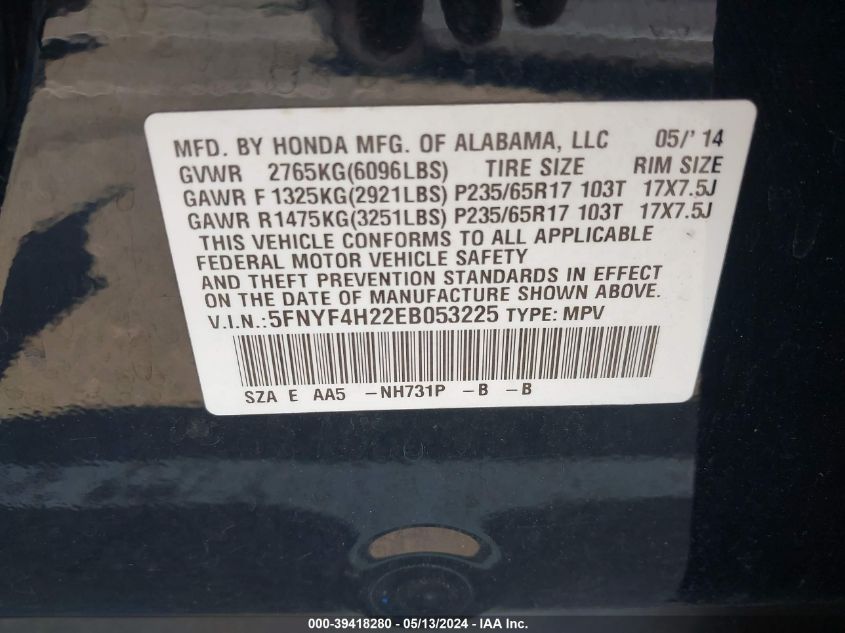 MFD. BY HONDA MFG. OF ALABAMA, LLC 05/' 14
GVWR 2765KG(6096LBS) TIRE SIZE RIM SIZE
GAWR F 1325KG(2921LBS) P235/65R17 103T 17X7.5J
GAWR R1475KG(3251LBS) P235/65R17 103T 17X7.5J
THIS VEHICLE CONFORMS TO ALL APPLICABLE
FEDERAL MOTOR VEHICLE SAFETY
AND THEFT PREVENTION STANDARDS IN EFFECT
ON THE DATE OF MANUFACTURE SHOWN ABOVE.
V.I.N.:5FNYF4H22EB053225 TYPE: MPV
SZA E AA5 -NH731P -B -B
000-39418280 - 05/13/2024 - IAA Inc.